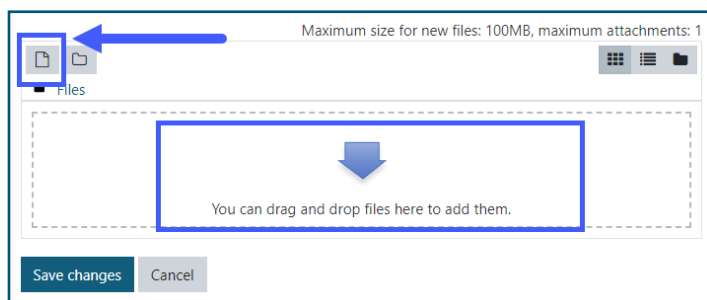 Maximum size for new files: 100MB, maximum attachments: 1
Files
You can drag and drop files here to add them.
Save changes Cancel